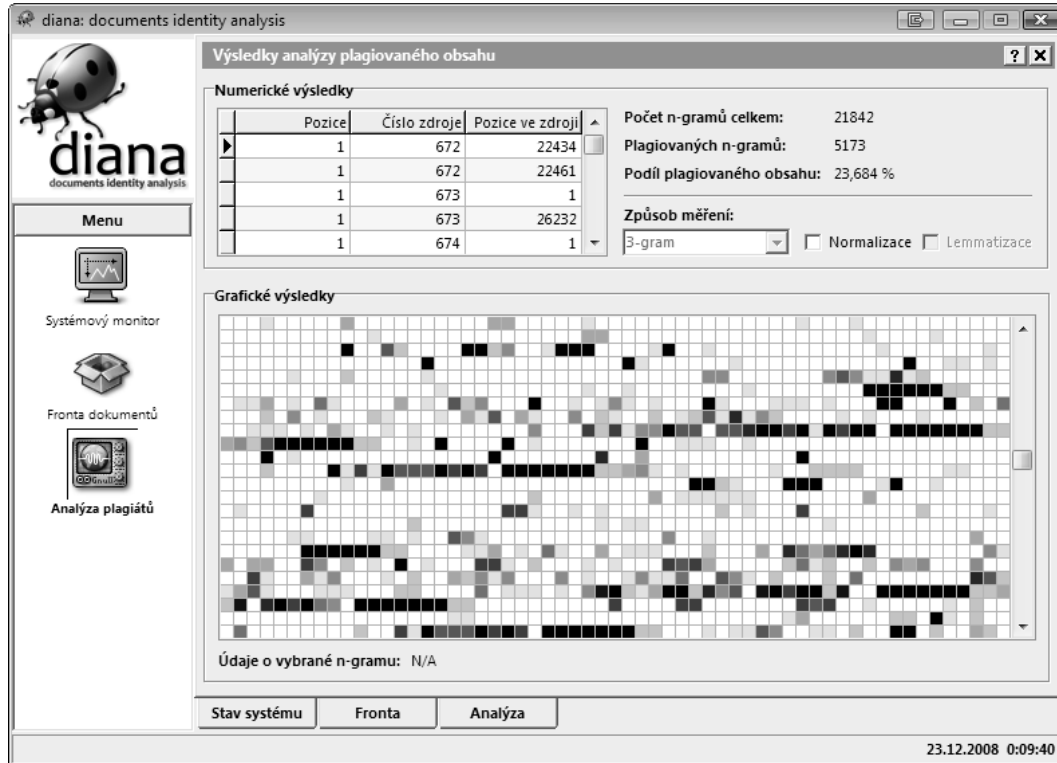 diana: documents identity analysis
diana
documents identity analysis
Menu
Systémový monitor
Fronta dokumentů
Analýza plagiátů
Výsledky analýzy plagiovaného obsahu
Numerické výsledky
Pozice Číslo zdroje Pozice ve zdroji
1 672 22434
1 672 22461
1 673 1
1 673 26232
1 674 1
Počet n-gramů celkem: 21842
Plagiovaných n-gramů: 5173
Podíl plagiovaného obsahu: 23,684 %
Způsob měření:
3-gram Normalizace Lemmatizace
Grafické výsledky
Údaje o vybrané n-gramu: N/A
Stav systému Fronta Analýza
23.12.2008 0:09:40